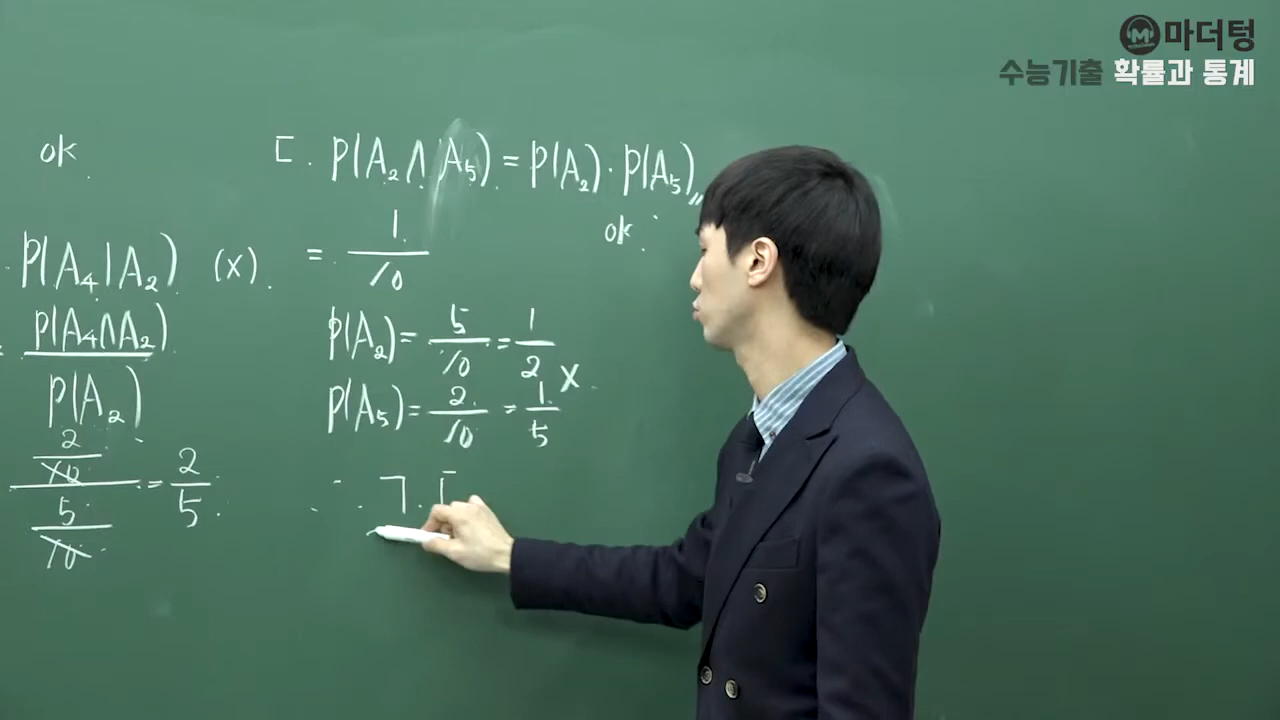 마더텅
수능기출 확률과 통계
ok.
P(A₄|A₂) (x).
P(A₄∩A₂)
P(A₂)
2/10
5/10
= 2/5.
ㄷ. P(A₂∩A₅) = P(A₂)·P(A₅)〃
ok.
= 1/10
P(A₂) = 5/10 = 1/2
x
P(A₅) = 2/10 = 1/5
∴ ㄱ.